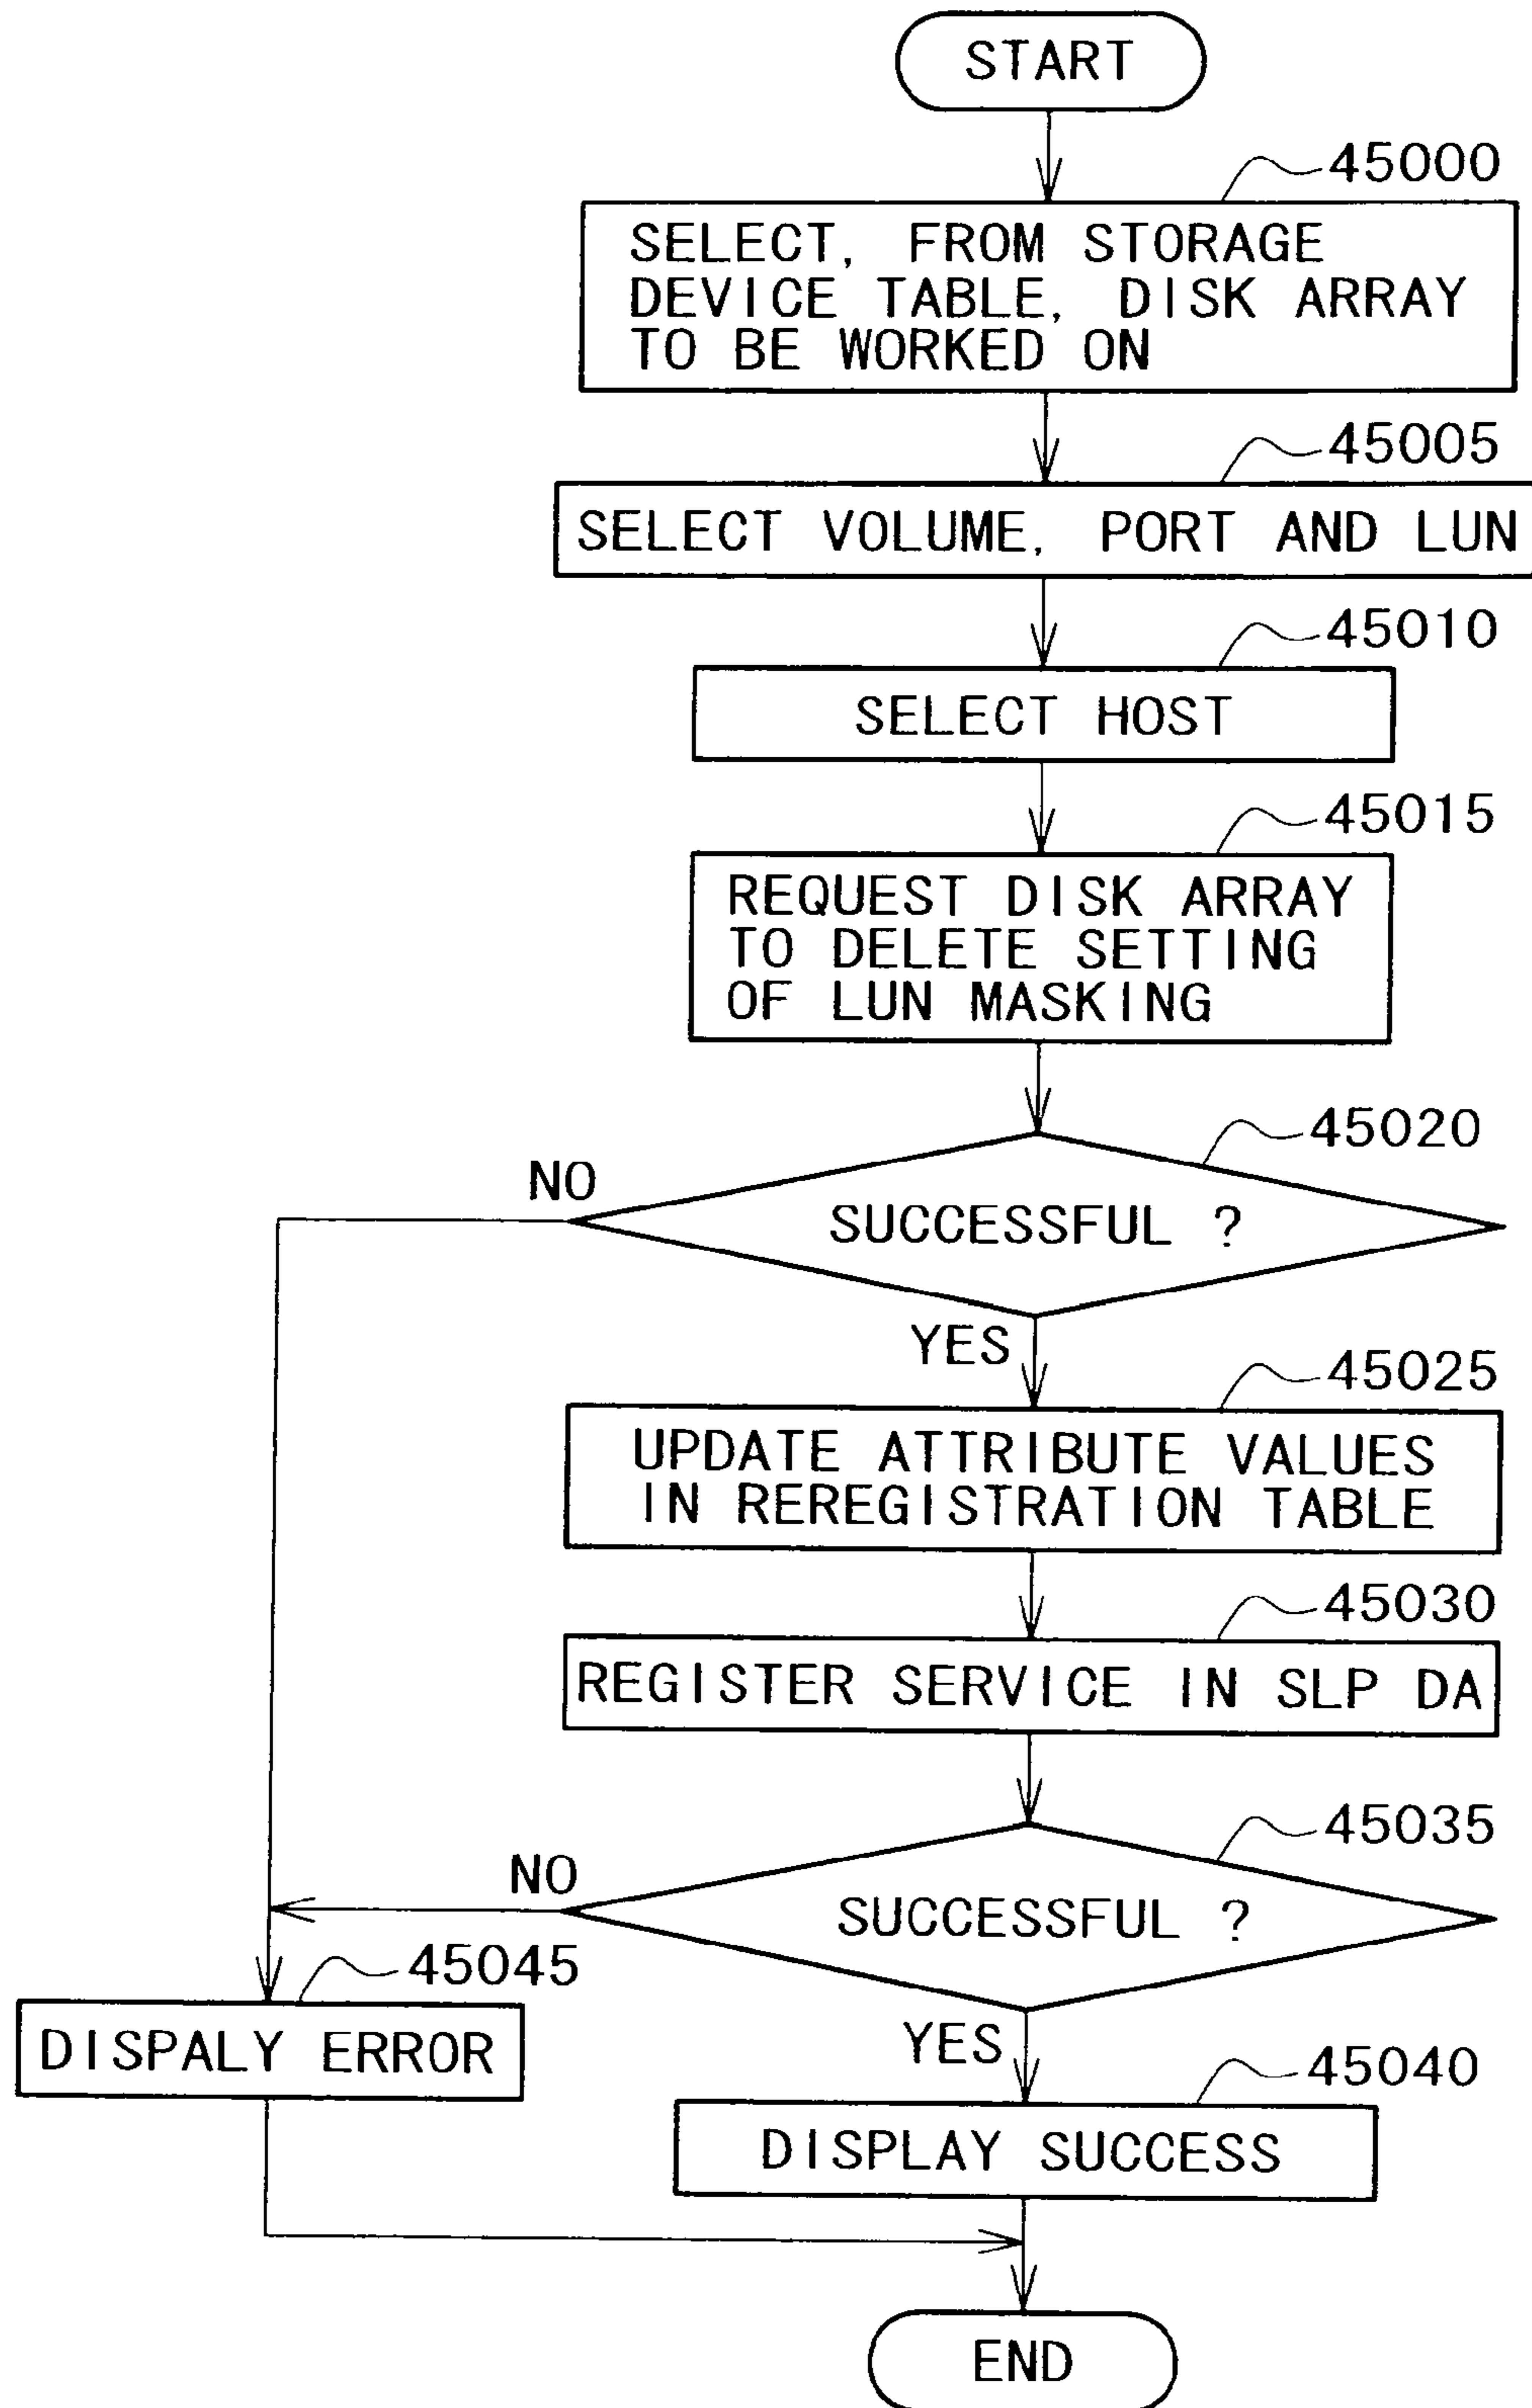 START
45000
SELECT, FROM STORAGE
DEVICE TABLE, DISK ARRAY
TO BE WORKED ON
45005
SELECT VOLUME, PORT AND LUN
45010
SELECT HOST
45015
REQUEST DISK ARRAY
TO DELETE SETTING
OF LUN MASKING
45020
NO
SUCCESSFUL ?
YES
45025
UPDATE ATTRIBUTE VALUES
IN REREGISTRATION TABLE
45030
REGISTER SERVICE IN SLP DA
45035
NO
SUCCESSFUL ?
45045
DISPALY ERROR
YES
45040
DISPLAY SUCCESS
END